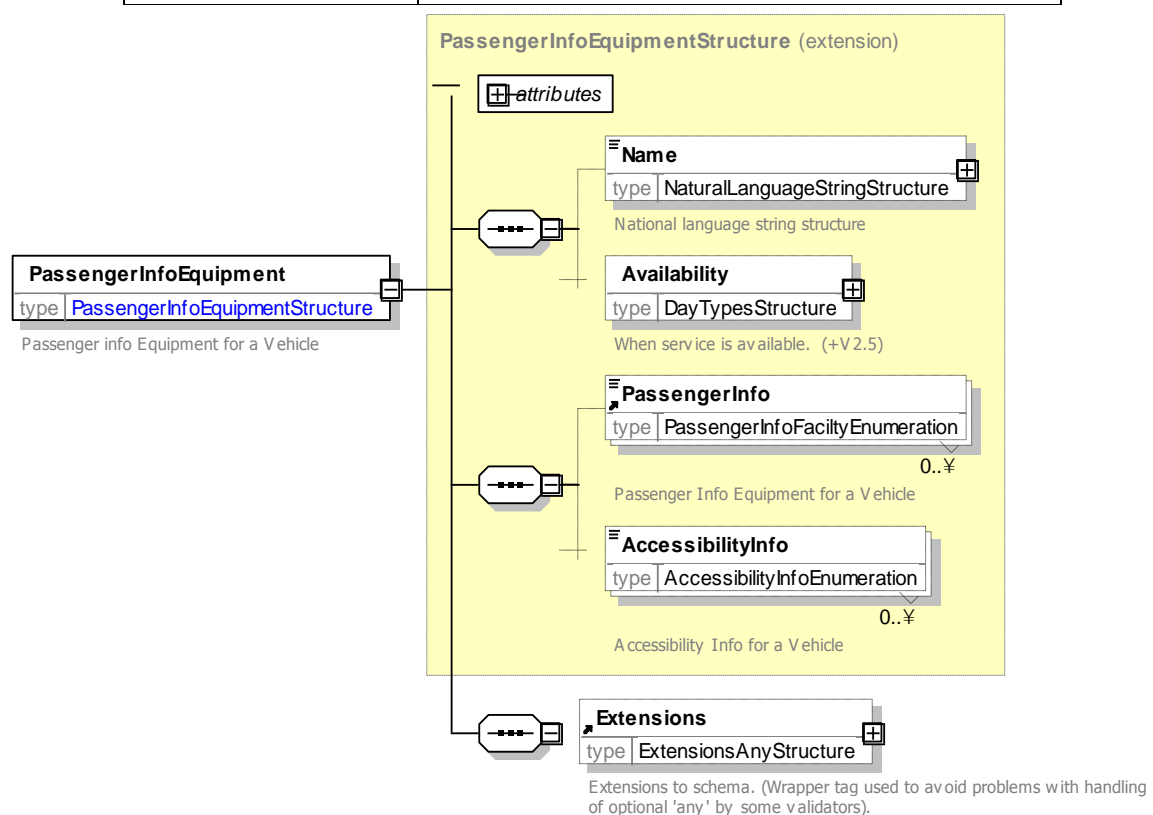 PassengerInfoEquipmentStructure (extension)
attributes
Name
type NaturalLanguageStringStructure
National language string structure
PassengerInfoEquipment
type PassengerInfoEquipmentStructure
Passenger info Equipment for a Vehicle
Availability
type DayTypesStructure
When service is available. (+V2.5)
PassengerInfo
type PassengerInfoFaciltyEnumeration
0..¥
Passenger Info Equipment for a Vehicle
AccessibilityInfo
type AccessibilityInfoEnumeration
0..¥
Accessibility Info for a Vehicle
Extensions
type ExtensionsAnyStructure
Extensions to schema. (Wrapper tag used to avoid problems with handling
of optional 'any' by some validators).